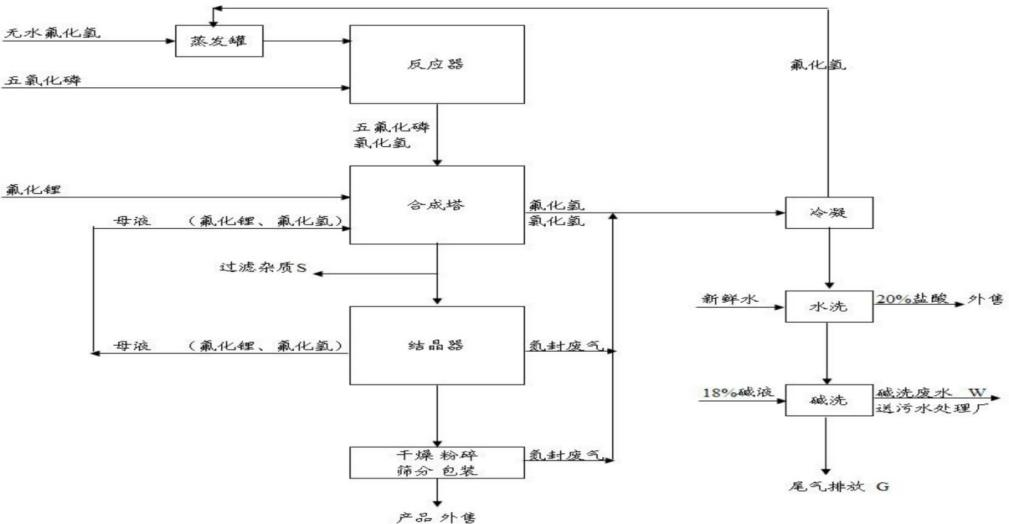 无水氟化氢
蒸发罐
氟化氢
五氯化磷
反应器
五氟化磷
氯化氢
氟化锂
合成塔
氟化氢
氯化氢
冷凝
母液 （氟化锂、氟化氢）
过滤杂质S
新鲜水
水洗
20%盐酸 外售
母液 （氟化锂、氟化氢）
结晶器
氮封废气
18%碱液
碱洗
碱洗废水 W
送污水处理厂
干燥 粉碎
筛分 包装
氮封废气
尾气排放 G
产品 外售